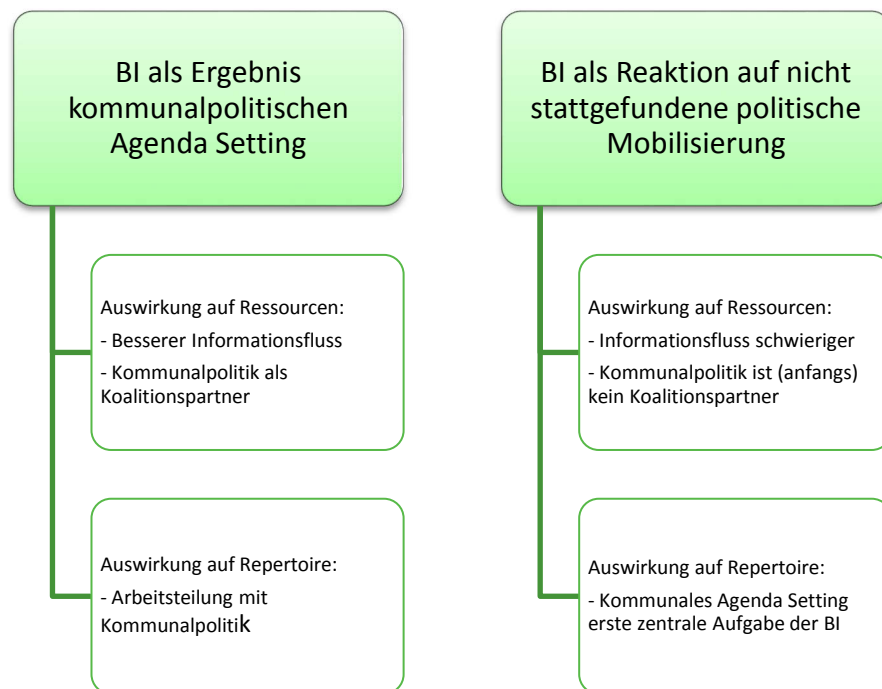 BI als Ergebnis
kommunalpolitischen
Agenda Setting
Auswirkung auf Ressourcen:
- Besserer Informationsfluss
- Kommunalpolitik als
Koalitionspartner
Auswirkung auf Repertoire:
- Arbeitsteilung mit
Kommunalpolitik
BI als Reaktion auf nicht
stattgefundene politische
Mobilisierung
Auswirkung auf Ressourcen:
- Informationsfluss schwieriger
- Kommunalpolitik ist (anfangs)
kein Koalitionspartner
Auswirkung auf Repertoire:
- Kommunales Agenda Setting
erste zentrale Aufgabe der BI